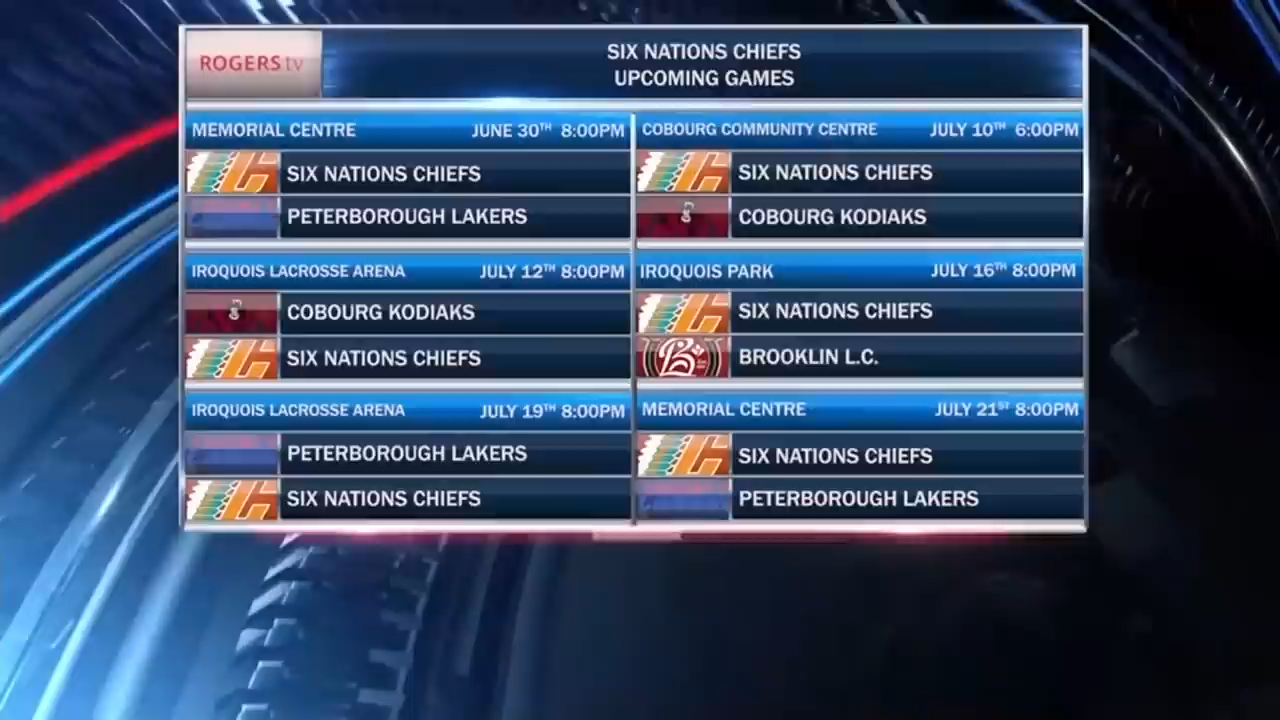 ROGERS tv
SIX NATIONS CHIEFS
UPCOMING GAMES
MEMORIAL CENTRE JUNE 30TH 8:00PM
SIX NATIONS CHIEFS
PETERBOROUGH LAKERS
COBOURG COMMUNITY CENTRE JULY 10TH 6:00PM
SIX NATIONS CHIEFS
COBOURG KODIAKS
IROQUOIS LACROSSE ARENA JULY 12TH 8:00PM
COBOURG KODIAKS
SIX NATIONS CHIEFS
IROQUOIS PARK JULY 16TH 8:00PM
SIX NATIONS CHIEFS
BROOKLIN L.C.
IROQUOIS LACROSSE ARENA JULY 19TH 8:00PM
PETERBOROUGH LAKERS
SIX NATIONS CHIEFS
MEMORIAL CENTRE JULY 21ST 8:00PM
SIX NATIONS CHIEFS
PETERBOROUGH LAKERS